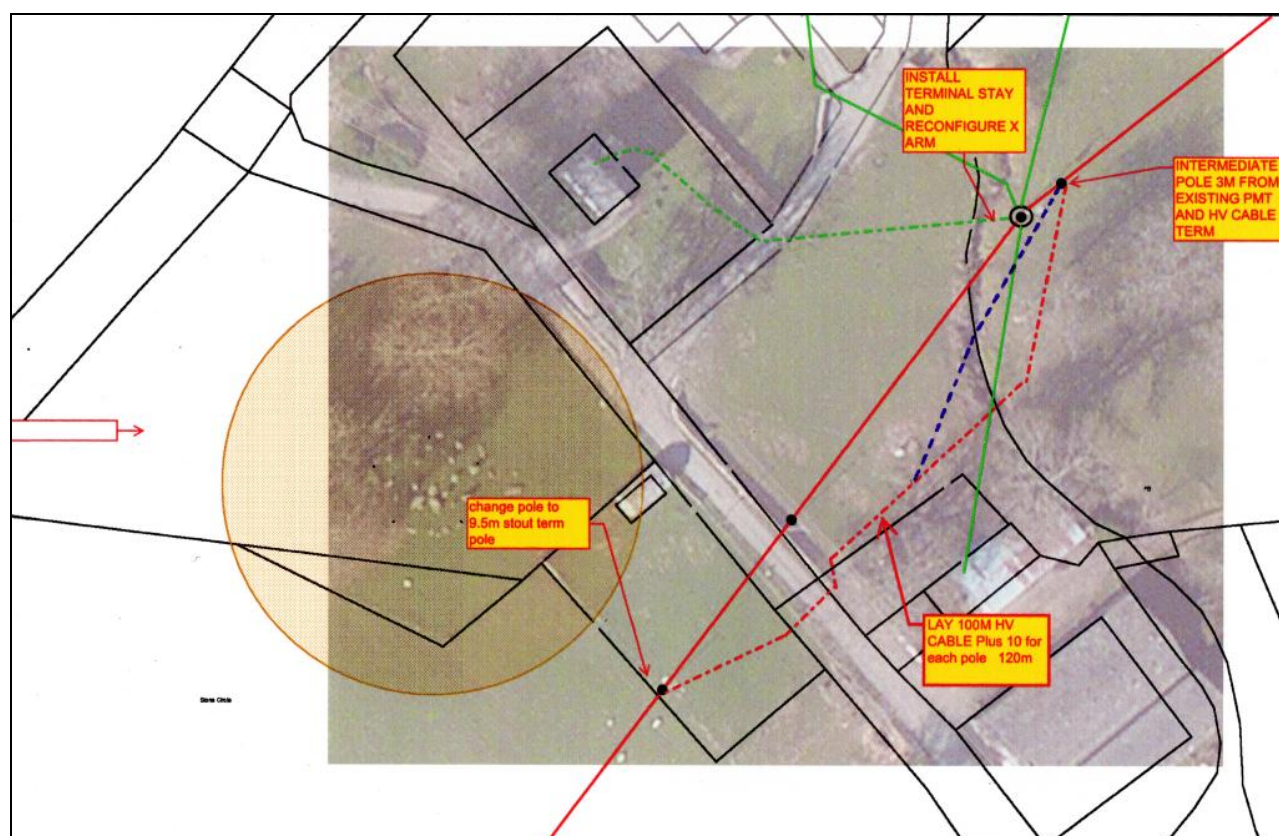 INSTALL
TERMINAL STAY
AND
RECONFIGURE X
ARM
INTERMEDIATE
POLE 3M FROM
EXISTING PMT
AND HV CABLE
TERM
change pole to
9.5m stout term
pole
LAY 100M HV
CABLE Plus 10 for
each pole 120m
Stone Circle